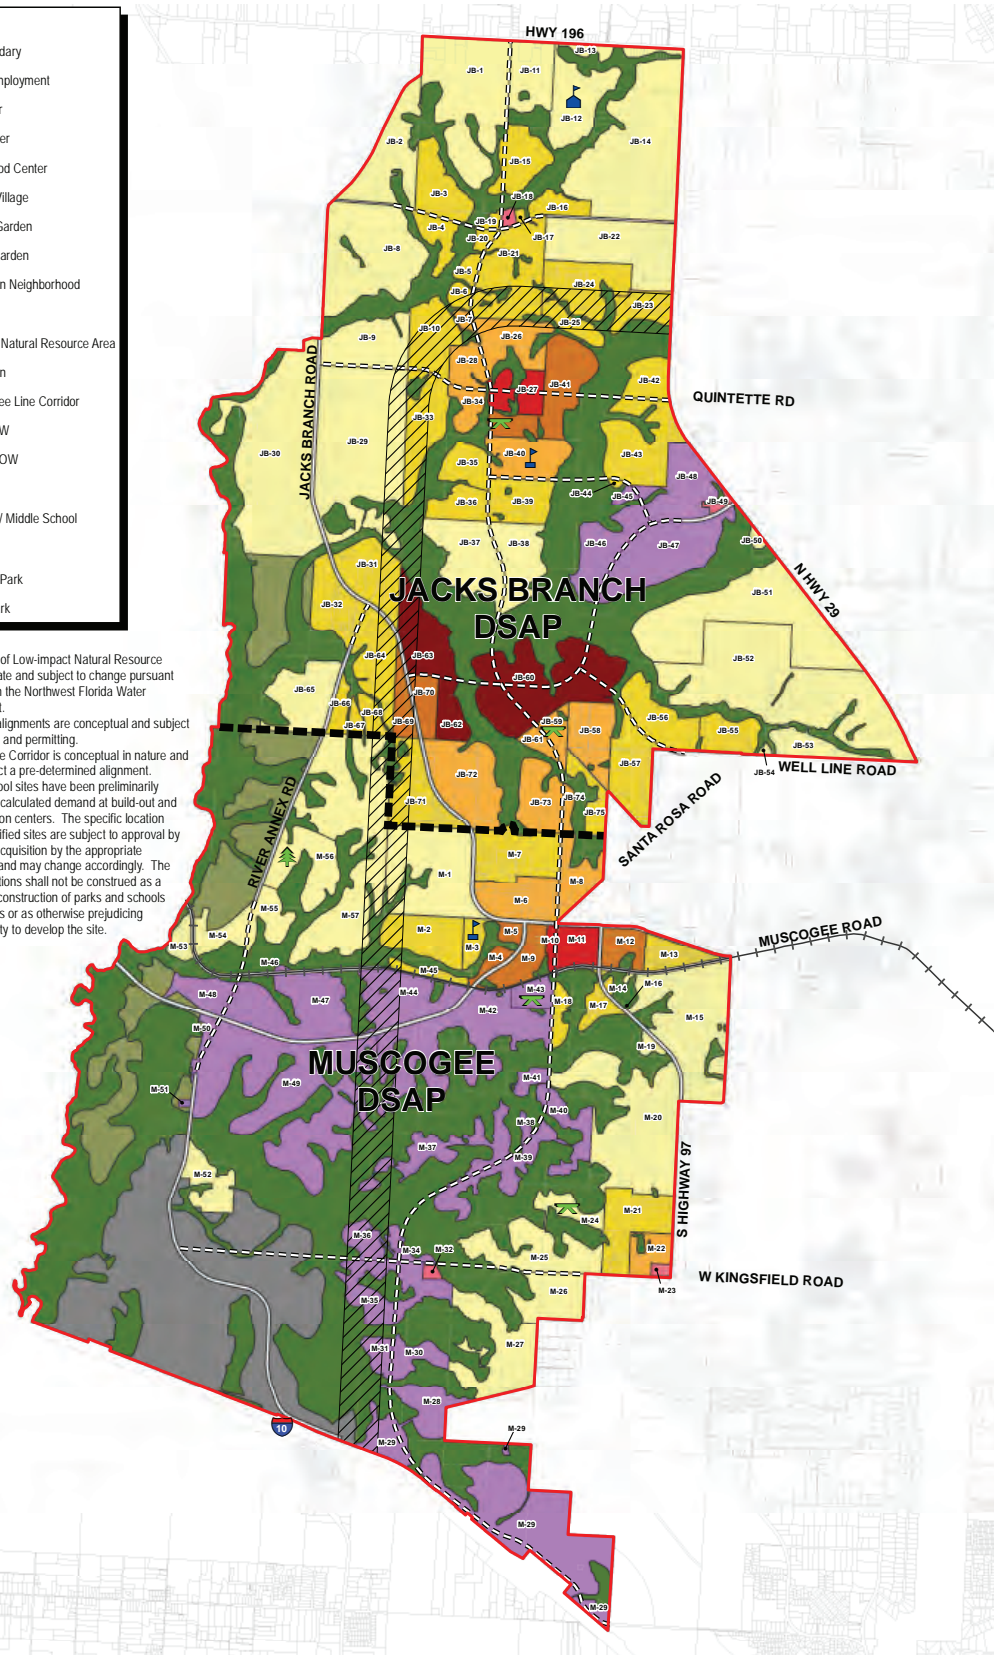 dary
nployment
r
er
od Center
Village
Garden
arden
n Neighborhood
Natural Resource Area
n
ee Line Corridor
W
OW
/ Middle School
Park
rk
of Low-impact Natural Resource
ate and subject to change pursuant
n the Northwest Florida Water
t.
alignments are conceptual and subject
and permitting.
e Corridor is conceptual in nature and
ct a pre-determined alignment.
ool sites have been preliminarily
calculated demand at build-out and
on centers. The specific location
ified sites are subject to approval by
acquisition by the appropriate
and may change accordingly. The
tions shall not be construed as a
construction of parks and schools
s or as otherwise prejudicing
ty to develop the site.
HWY 196
JB-13
JB-1
JB-11
JB-12
JB-2
JB-14
JB-15
JB-3
JB-18
JB-16
JB-19
JB-4
JB-20
JB-17
JB-22
JB-8
JB-21
JB-5
JB-24
JB-6
JB-23
JB-7
JB-25
JB-10
JB-9
JB-26
JACKS BRANCH ROAD
JB-28
JB-41
JB-42
JB-27
QUINTETTE RD
JB-34
JB-33
JB-29
JB-30
JB-40
JB-43
JB-35
JB-48
JB-44
JB-45
JB-36
JB-39
JB-49
JB-37
JB-38
JB-46
JB-47
JB-50
JB-31
N HWY 29
JACKS BRANCH
DSAP
JB-51
JB-32
JB-64
JB-63
JB-52
JB-60
JB-65
JB-70
JB-66
JB-68
JB-69
JB-67
JB-62
JB-59
JB-61
JB-58
JB-56
JB-55
JB-53
JB-54
WELL LINE ROAD
JB-57
JB-72
JB-71
JB-73
JB-74
JB-75
SANTA ROSA ROAD
RIVER ANNEX RD
M-56
M-7
M-1
M-8
M-6
M-55
M-57
M-2
M-5
M-3
M-10
M-11
M-12
M-54
M-53
M-4
M-9
M-13
MUSCOGEE ROAD
M-46
M-45
M-48
M-47
M-44
M-43
M-14
M-16
M-42
M-18
M-17
M-15
M-50
M-19
MUSCOGEE
DSAP
M-51
M-49
M-41
M-40
M-38
M-20
M-37
M-39
S HIGHWAY 97
M-52
M-21
M-24
M-36
M-34
M-32
M-25
M-22
M-23
W KINGSFIELD ROAD
M-26
M-35
M-31
M-30
M-27
M-28
10
M-29
M-29
M-29
M-29